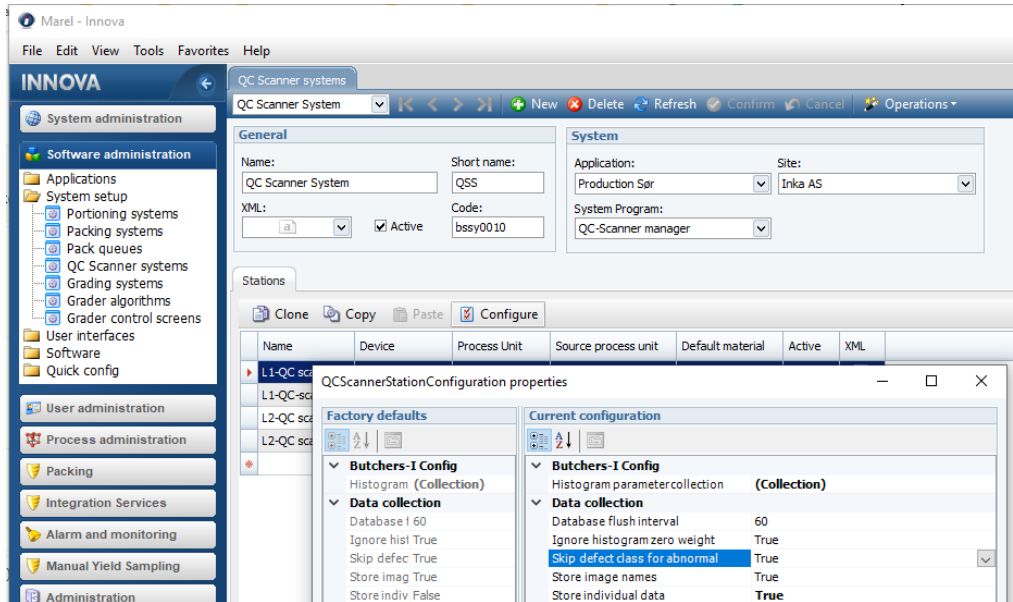 Marel - Innova
File Edit View Tools Favorites Help
INNOVA
System administration
Software administration
Applications
System setup
Portioning systems
Packing systems
Pack queues
QC Scanner systems
Grading systems
Grader algorithms
Grader control screens
User interfaces
Software
Quick config
User administration
Process administration
Packing
Integration Services
Alarm and monitoring
Manual Yield Sampling
Administration
QC Scanner systems
QC Scanner System New Delete Refresh Confirm Cancel Operations
General
Name: Short name:
QC Scanner System QSS
XML: Code:
a Active bssy0010
System
Application: Site:
Production Sør Inka AS
System Program:
QC-Scanner manager
Stations
Clone Copy Paste Configure
Name Device Process Unit Source process unit Default material Active XML
L1-QC sca
L1-QC-sca
L2-QC sca
L2-QC sca
QCScannerStationConfiguration properties
Factory defaults
Butchers-I Config
Histogram (Collection)
Data collection
Database f 60
Ignore hist True
Skip defec True
Store imag True
Store indiv False
Current configuration
Butchers-I Config
Histogram parameter collection (Collection)
Data collection
Database flush interval 60
Ignore histogram zero weight True
Skip defect class for abnormal True
Store image names True
Store individual data True